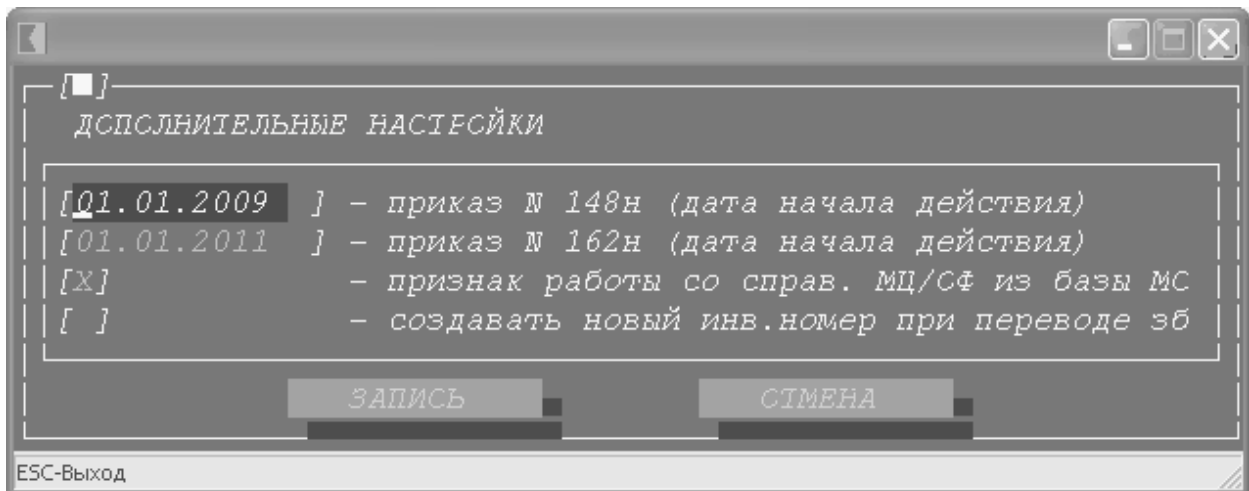 [■]
ДОПОЛНИТЕЛЬНЫЕ НАСТРОЙКИ
[01.01.2009 ] - приказ N 148н (дата начала действия)
[01.01.2011 ] - приказ N 162н (дата начала действия)
[X] - признак работы со справ. МЦ/ОФ из базы МС
[ ] - создавать новый инв.номер при переводе зб
ЗАПИСЬ ОТМЕНА
ESC-Выход